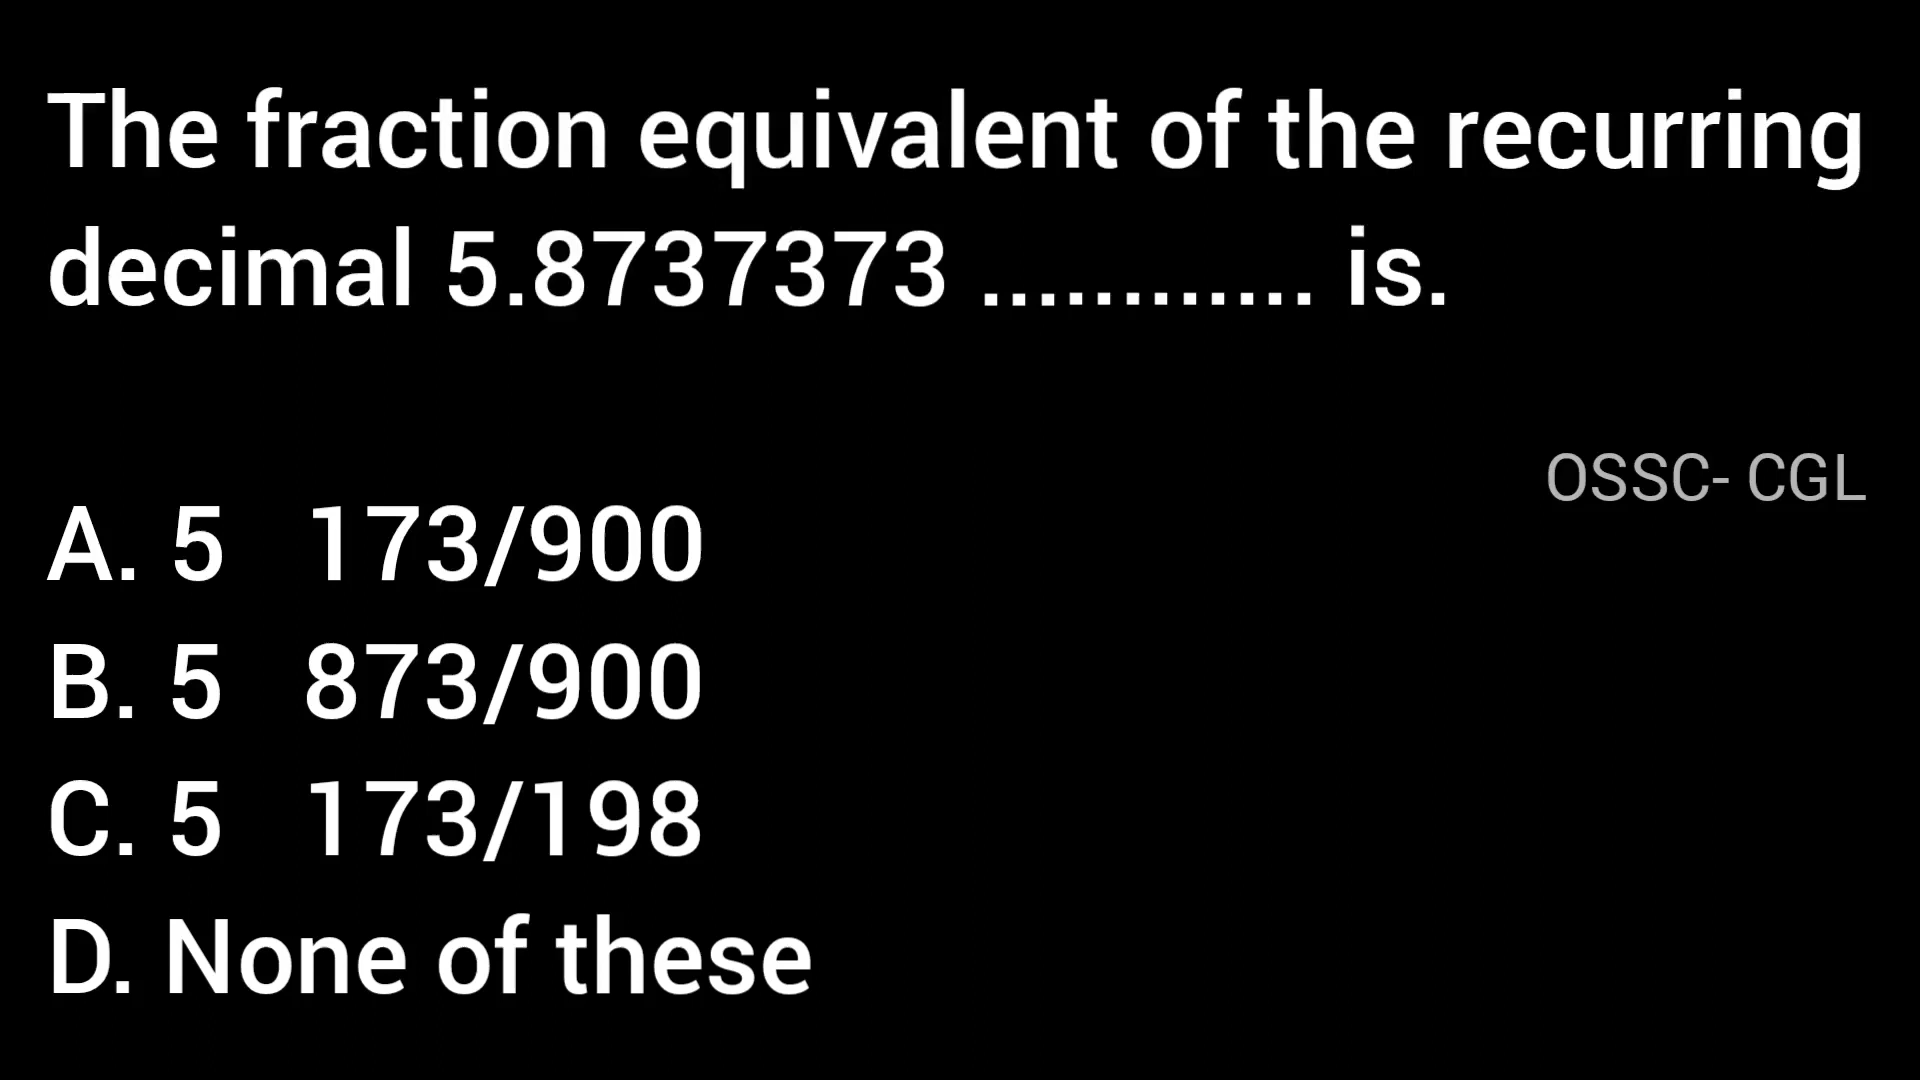 The fraction equivalent of the recurring
decimal 5.8737373 ............ is.
OSSC- CGL
A. 5 173/900
B. 5 873/900
C. 5 173/198
D. None of these